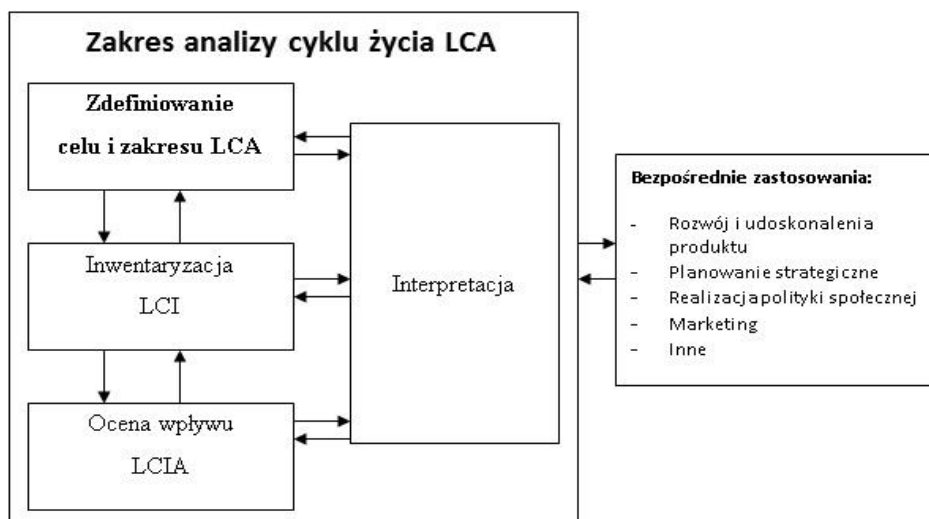 Zakres analizy cyklu życia LCA
Zdefiniowanie
celu i zakresu LCA
Inwentaryzacja
LCI
Ocena wpływu
LCIA
Interpretacja
Bezpośrednie zastosowania:
- Rozwój i udoskonalenia
produktu
- Planowanie strategiczne
- Realizacja polityki społecznej
- Marketing
- Inne